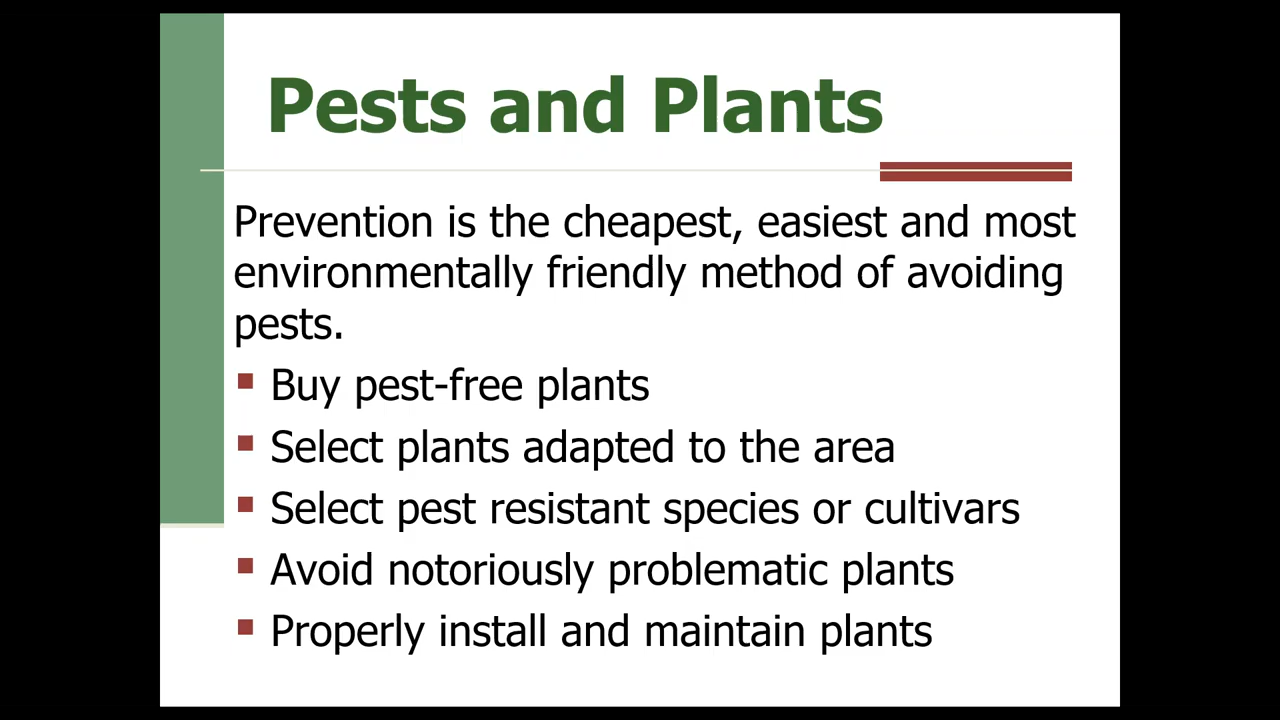 Pests and Plants
Prevention is the cheapest, easiest and most
environmentally friendly method of avoiding
pests.
▪ Buy pest-free plants
▪ Select plants adapted to the area
▪ Select pest resistant species or cultivars
▪ Avoid notoriously problematic plants
▪ Properly install and maintain plants